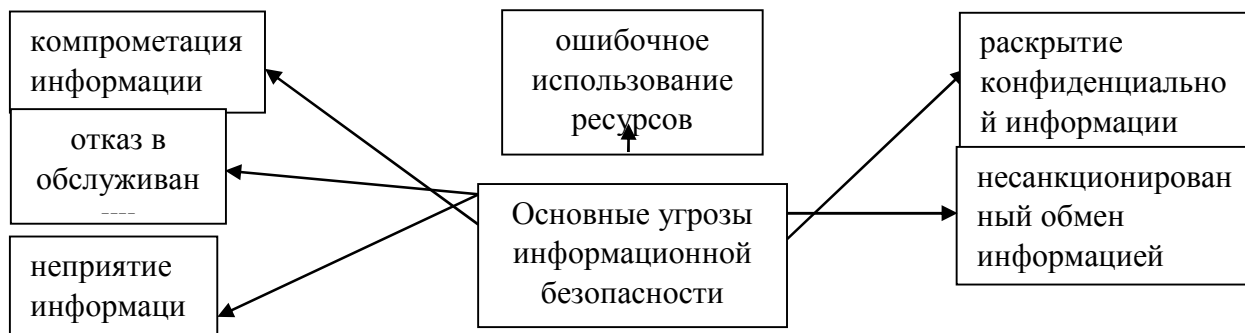 компрометация
информации
отказ в
обслуживан
неприятие
информаци
ошибочное
использование
ресурсов
Основные угрозы
информационной
безопасности
раскрытие
конфиденциально
й информации
несанкционирован
ный обмен
информацией